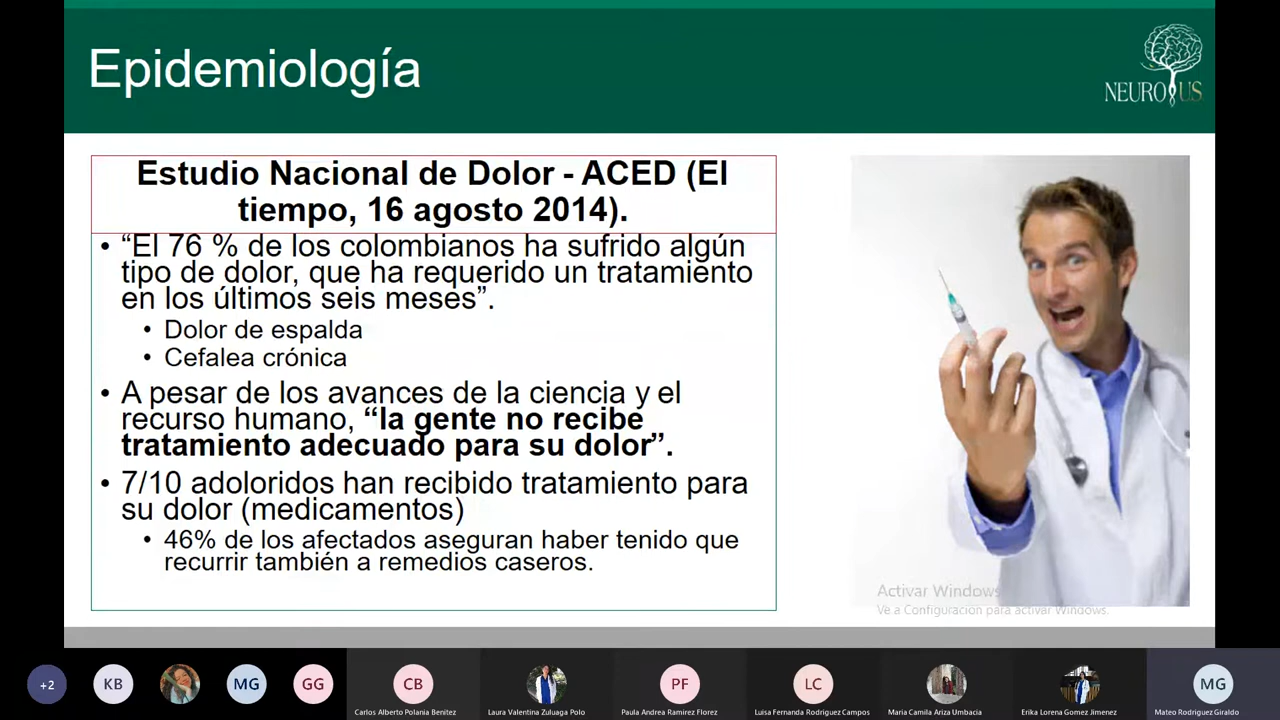 Epidemiología
NEURO US
Estudio Nacional de Dolor - ACED (El
tiempo, 16 agosto 2014).
• “El 76 % de los colombianos ha sufrido algún
tipo de dolor, que ha requerido un tratamiento
en los últimos seis meses”.
• Dolor de espalda
• Cefalea crónica
• A pesar de los avances de la ciencia y el
recurso humano, “la gente no recibe
tratamiento adecuado para su dolor”.
• 7/10 adoloridos han recibido tratamiento para
su dolor (medicamentos)
• 46% de los afectados aseguran haber tenido que
recurrir también a remedios caseros.
Activar Windows
Ve a Configuración para activar Windows.
+2
KB
MG
GG
CB
PF
LC
MG
Carlos Alberto Polania Benitez
Laura Valentina Zuluaga Polo
Paula Andrea Ramirez Florez
Luisa Fernanda Rodriguez Campos
Maria Camila Ariza Umbacia
Erika Lorena Gomez Jimenez
Mateo Rodriguez Giraldo